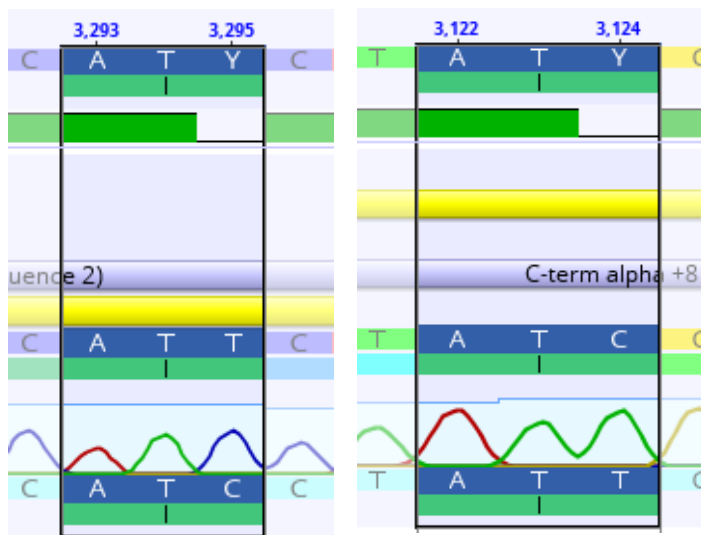 3,293 3,295
C A T Y C
I
uence 2)
C A T T C
I
C A T C C
I
3,122 3,124
T A T Y
I
C-term alpha +8
T A T C
I
T A T T
I